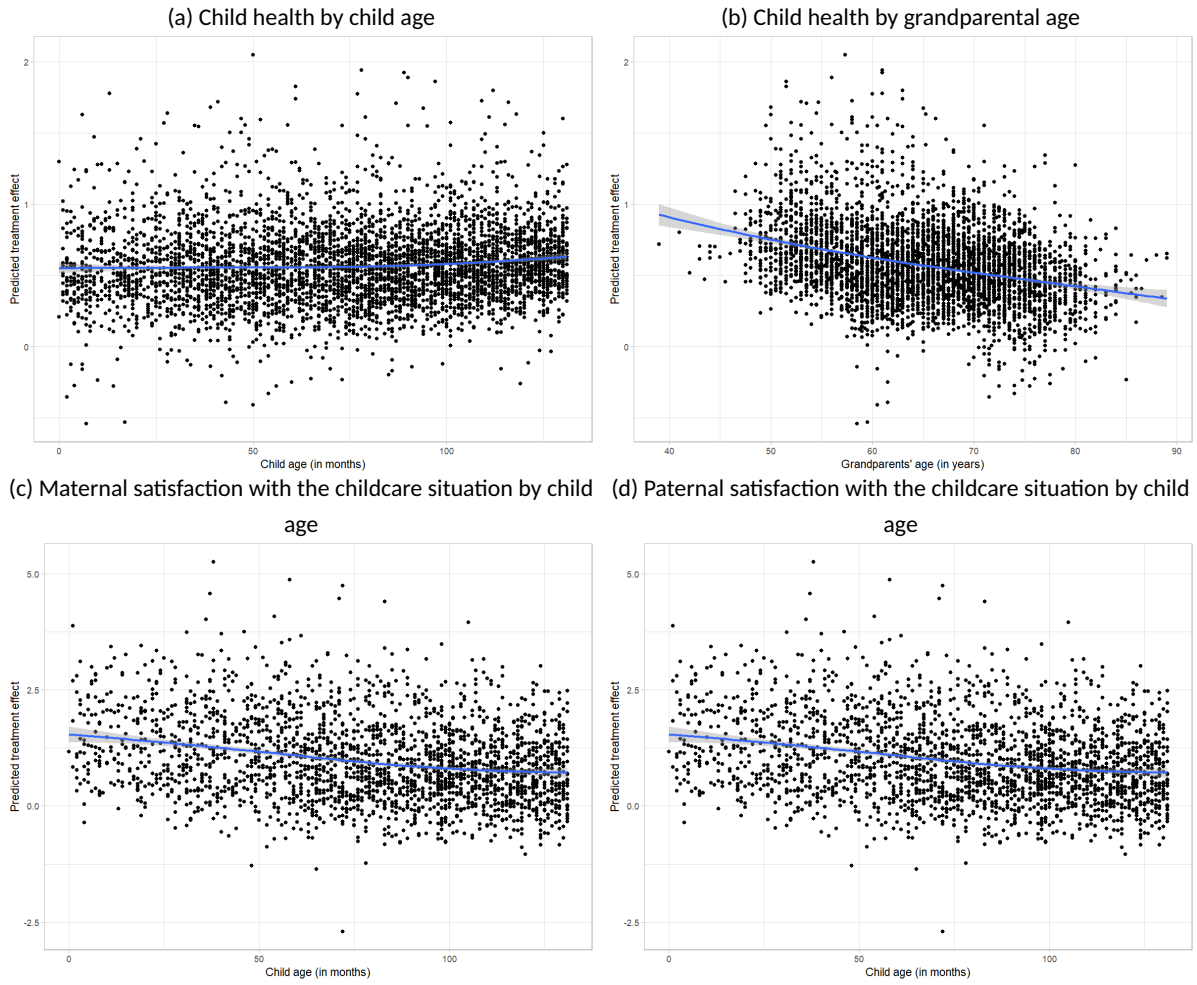 (a) Child health by child age
(b) Child health by grandparental age
2
1
0
Predicted treatment effect
0
50
100
Child age (in months)
2
1
0
Predicted treatment effect
40
50
60
70
80
90
Grandparents' age (in years)
(c) Maternal satisfaction with the childcare situation by child
age
(d) Paternal satisfaction with the childcare situation by child
age
5.0
2.5
0.0
-2.5
Predicted treatment effect
0
50
100
Child age (in months)
5.0
2.5
0.0
-2.5
Predicted treatment effect
0
50
100
Child age (in months)